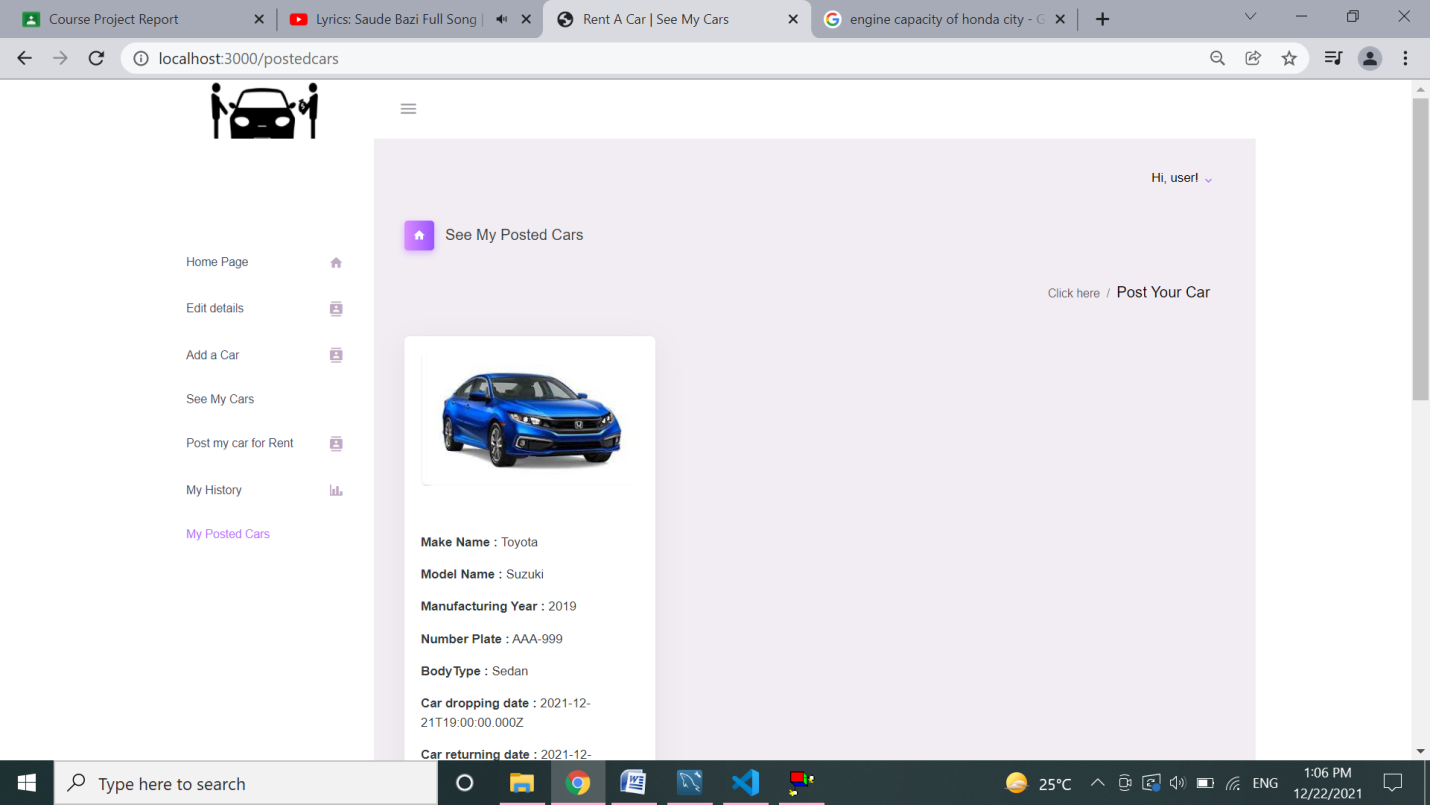 Course Project Report
Lyrics: Saude Bazi Full Song |
Rent A Car | See My Cars
engine capacity of honda city - G
localhost:3000/postedcars
Hi, user!
See My Posted Cars
Click here / Post Your Car
Home Page
Edit details
Add a Car
See My Cars
Post my car for Rent
My History
My Posted Cars
Make Name : Toyota
Model Name : Suzuki
Manufacturing Year : 2019
Number Plate : AAA-999
BodyType : Sedan
Car dropping date : 2021-12-
21T19:00:00.000Z
Car returning date : 2021-12-
Type here to search
25°C
ENG
1:06 PM
12/22/2021